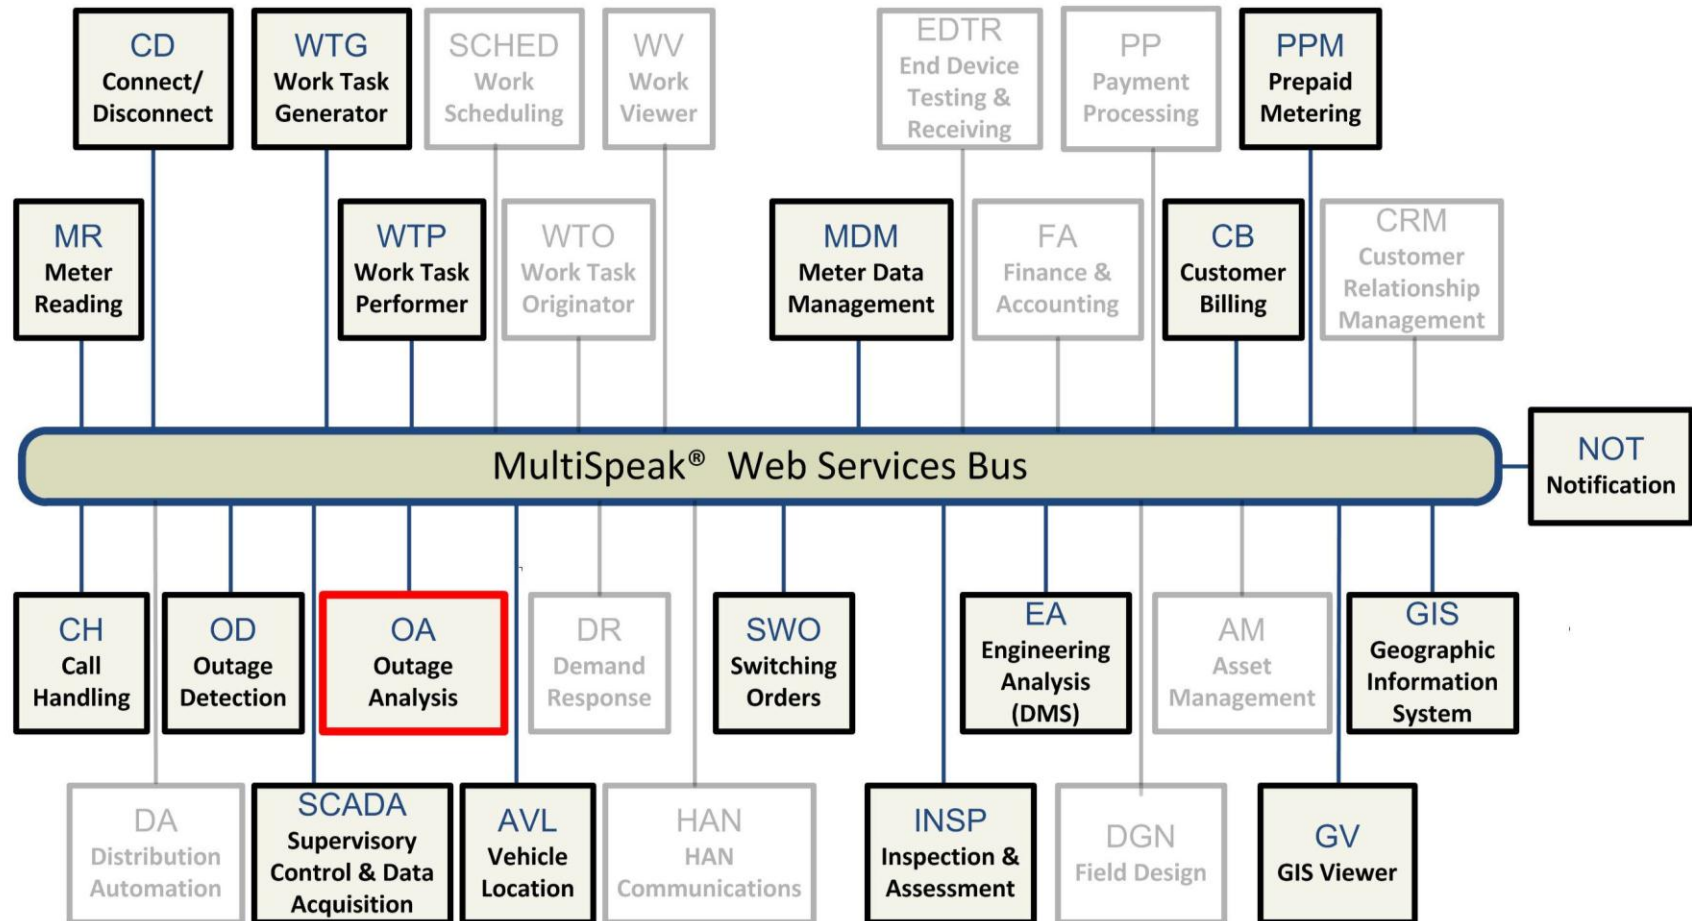 CD
Connect/
Disconnect
WTG
Work Task
Generator
SCHED
Work
Scheduling
WV
Work
Viewer
EDTR
End Device
Testing &
Receiving
PP
Payment
Processing
PPM
Prepaid
Metering
MR
Meter
Reading
WTP
Work Task
Performer
WTO
Work Task
Originator
MDM
Meter Data
Management
FA
Finance &
Accounting
CB
Customer
Billing
CRM
Customer
Relationship
Management
MultiSpeak® Web Services Bus
NOT
Notification
CH
Call
Handling
OD
Outage
Detection
OA
Outage
Analysis
DR
Demand
Response
SWO
Switching
Orders
EA
Engineering
Analysis
(DMS)
AM
Asset
Management
GIS
Geographic
Information
System
DA
Distribution
Automation
SCADA
Supervisory
Control & Data
Acquisition
AVL
Vehicle
Location
HAN
HAN
Communications
INSP
Inspection &
Assessment
DGN
Field Design
GV
GIS Viewer